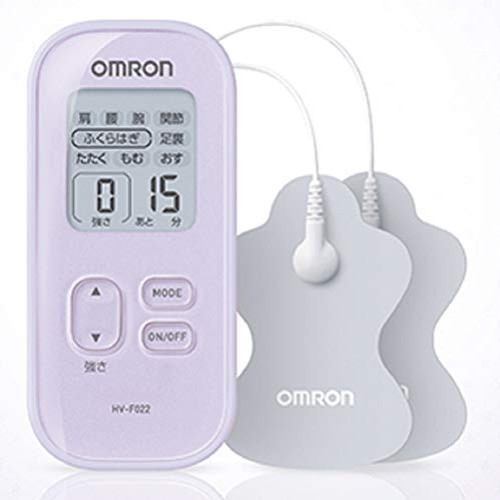 OMRON
肩 腰 腕 関節
ふくらはぎ 足裏
たたく もむ おす
0 15
強さ あと 分
MODE
ON/OFF
強さ
HV-F022
OMRON